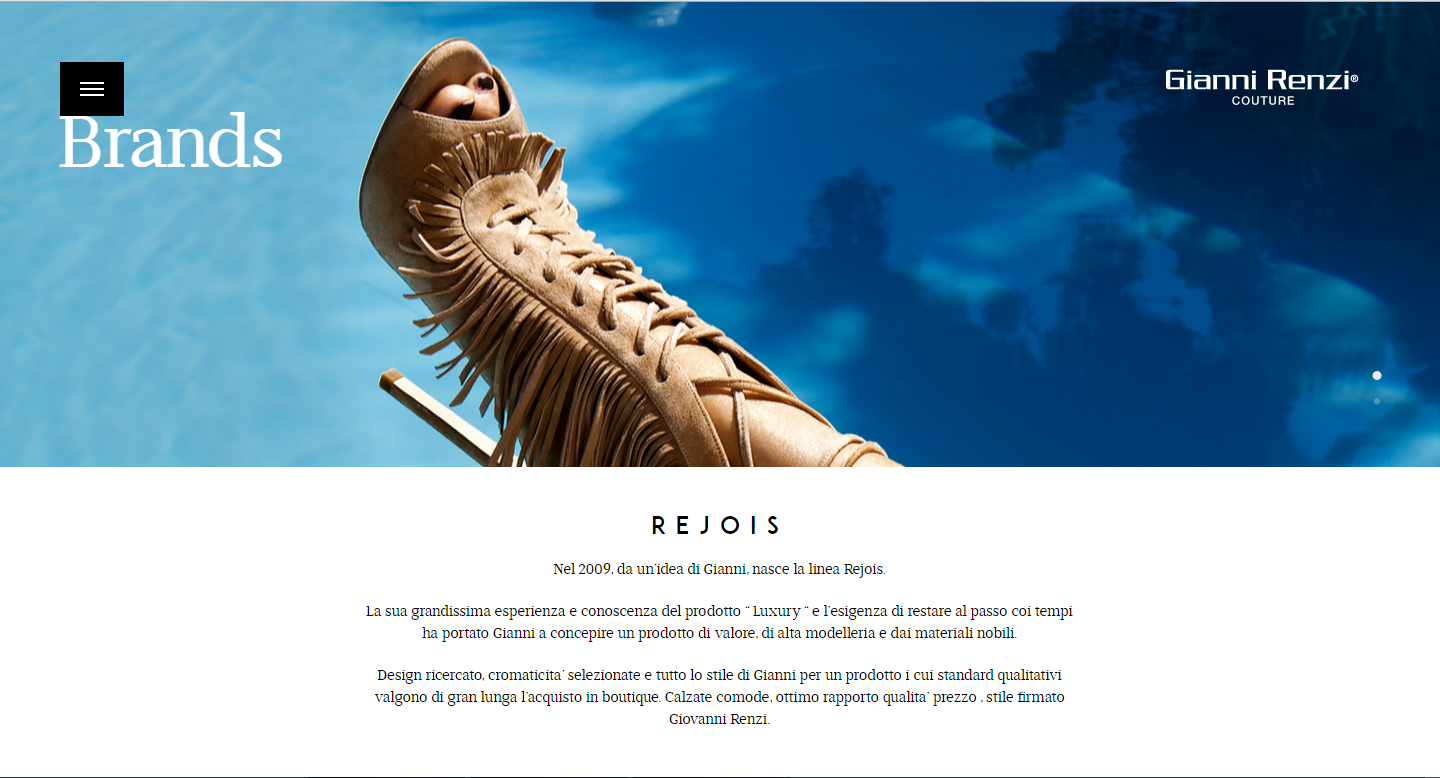 Gianni Renzi®
COUTURE
Brands
REJOIS
Nel 2009, da un'idea di Gianni, nasce la linea Rejois.
La sua grandissima esperienza e conoscenza del prodotto “ Luxury “ e l'esigenza di restare al passo coi tempi
ha portato Gianni a concepire un prodotto di valore, di alta modelleria e dai materiali nobili.
Design ricercato, cromaticita' selezionate e tutto lo stile di Gianni per un prodotto i cui standard qualitativi
valgono di gran lunga l'acquisto in boutique. Calzate comode, ottimo rapporto qualita' prezzo , stile firmato
Giovanni Renzi.